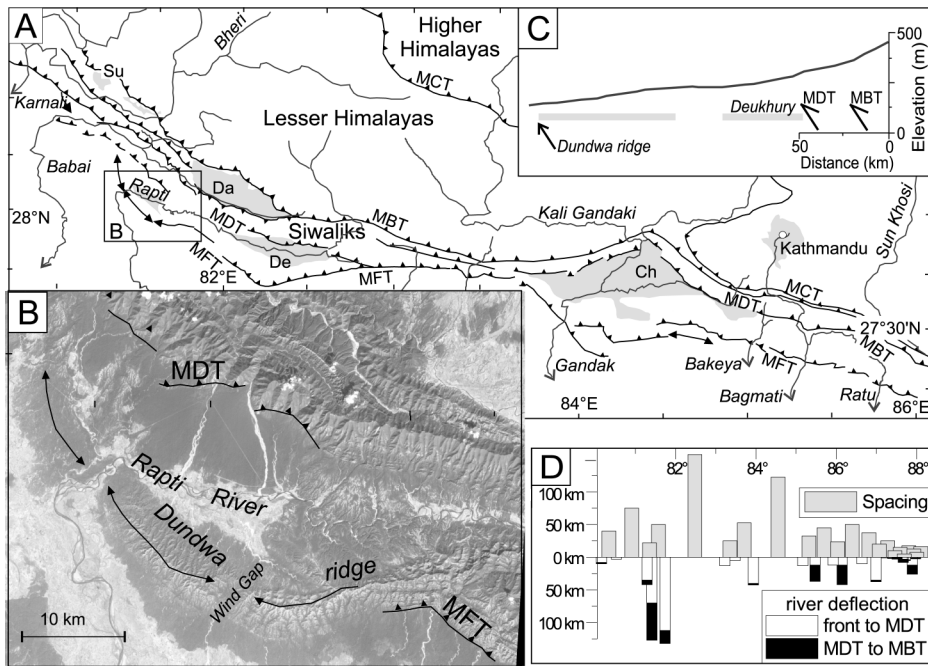 A
Higher
Himalayas
Bheri
MCT
Su
Karnali
Lesser Himalayas
Babai
Da
Rapti
28°N
B
MDT
MBT
Siwaliks
De
MFT
82°E
MFT
Kali Gandaki
Sun Khosi
Kathmandu
Ch
MDT
MCT
27°30'N
MBT
MFT
Gandak
84°E
Bakeya
Bagmati
Ratu
86°E
C
500
Elevation (m)
Deukhury
MDT
MBT
Dundwa ridge
0
50
0
Distance (km)
B
MDT
Rapti River
Dundwa
ridge
Wind Gap
MFT
10 km
D
82°
84°
86°
88°
100 km
50 km
0 km
50 km
100 km
Spacing
river deflection
front to MDT
MDT to MBT